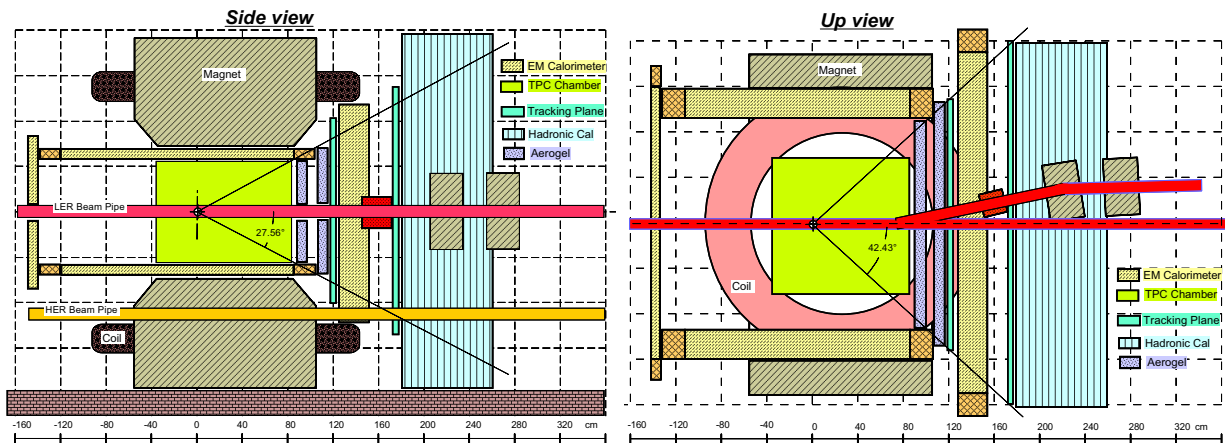 Side view
Magnet
EM Calorimeter
TPC Chamber
Tracking Plane
Hadronic Cal
Aerogel
LER Beam Pipe
27.56°
HER Beam Pipe
Coil
-160 -120 -80 -40 0 40 80 120 160 200 240 280 320 cm
Up view
Magnet
42.43°
Coil
EM Calorimeter
TPC Chamber
Tracking Plane
Hadronic Cal
Aerogel
-160 -120 -80 -40 0 40 80 120 160 200 240 280 320 cm